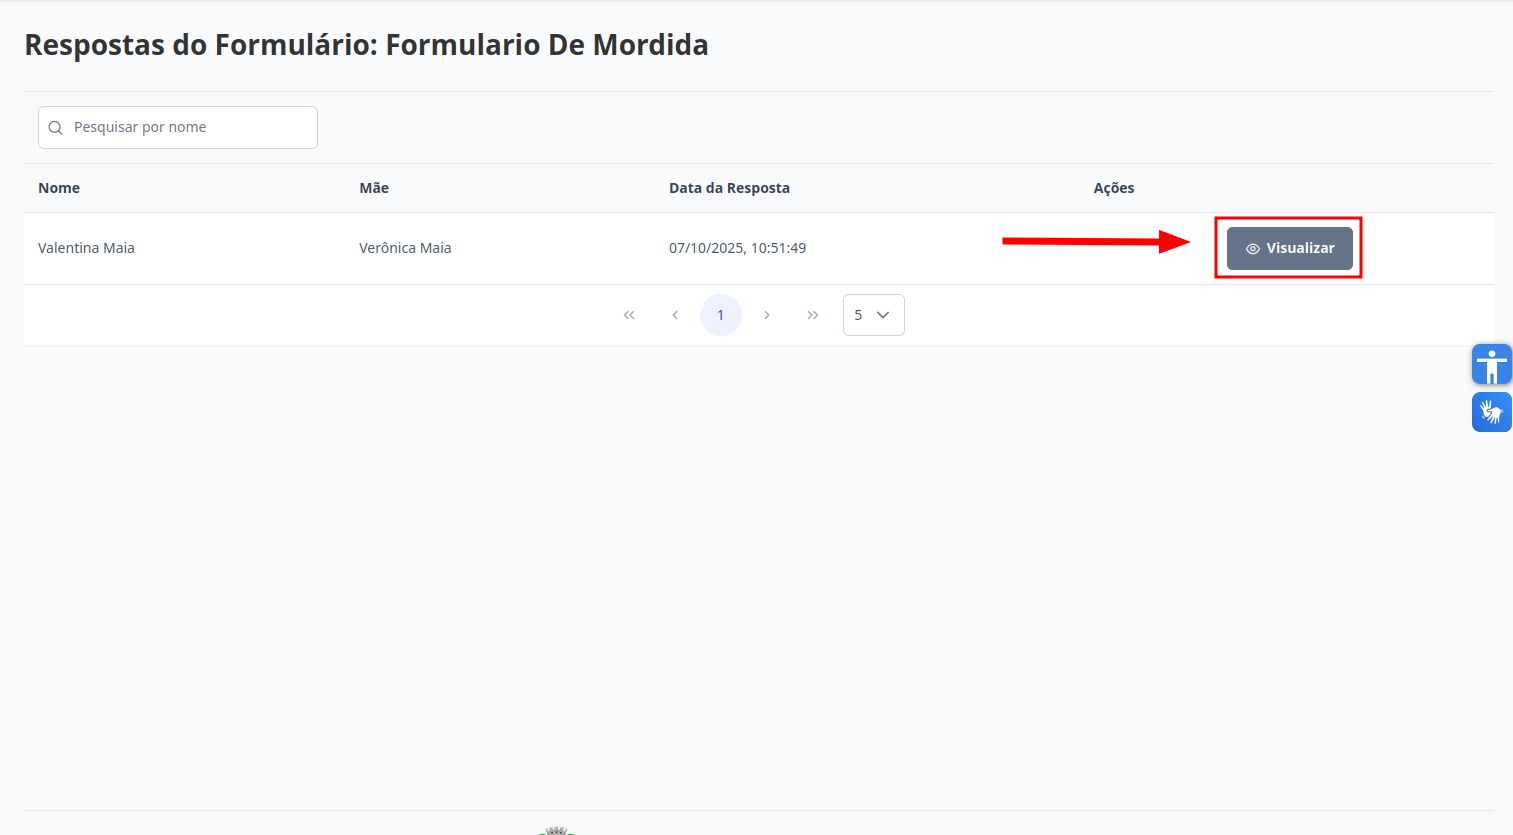 Respostas do Formulário: Formulario De Mordida
Pesquisar por nome
Nome Mãe Data da Resposta Ações
Valentina Maia Verônica Maia 07/10/2025, 10:51:49 Visualizar
1 5